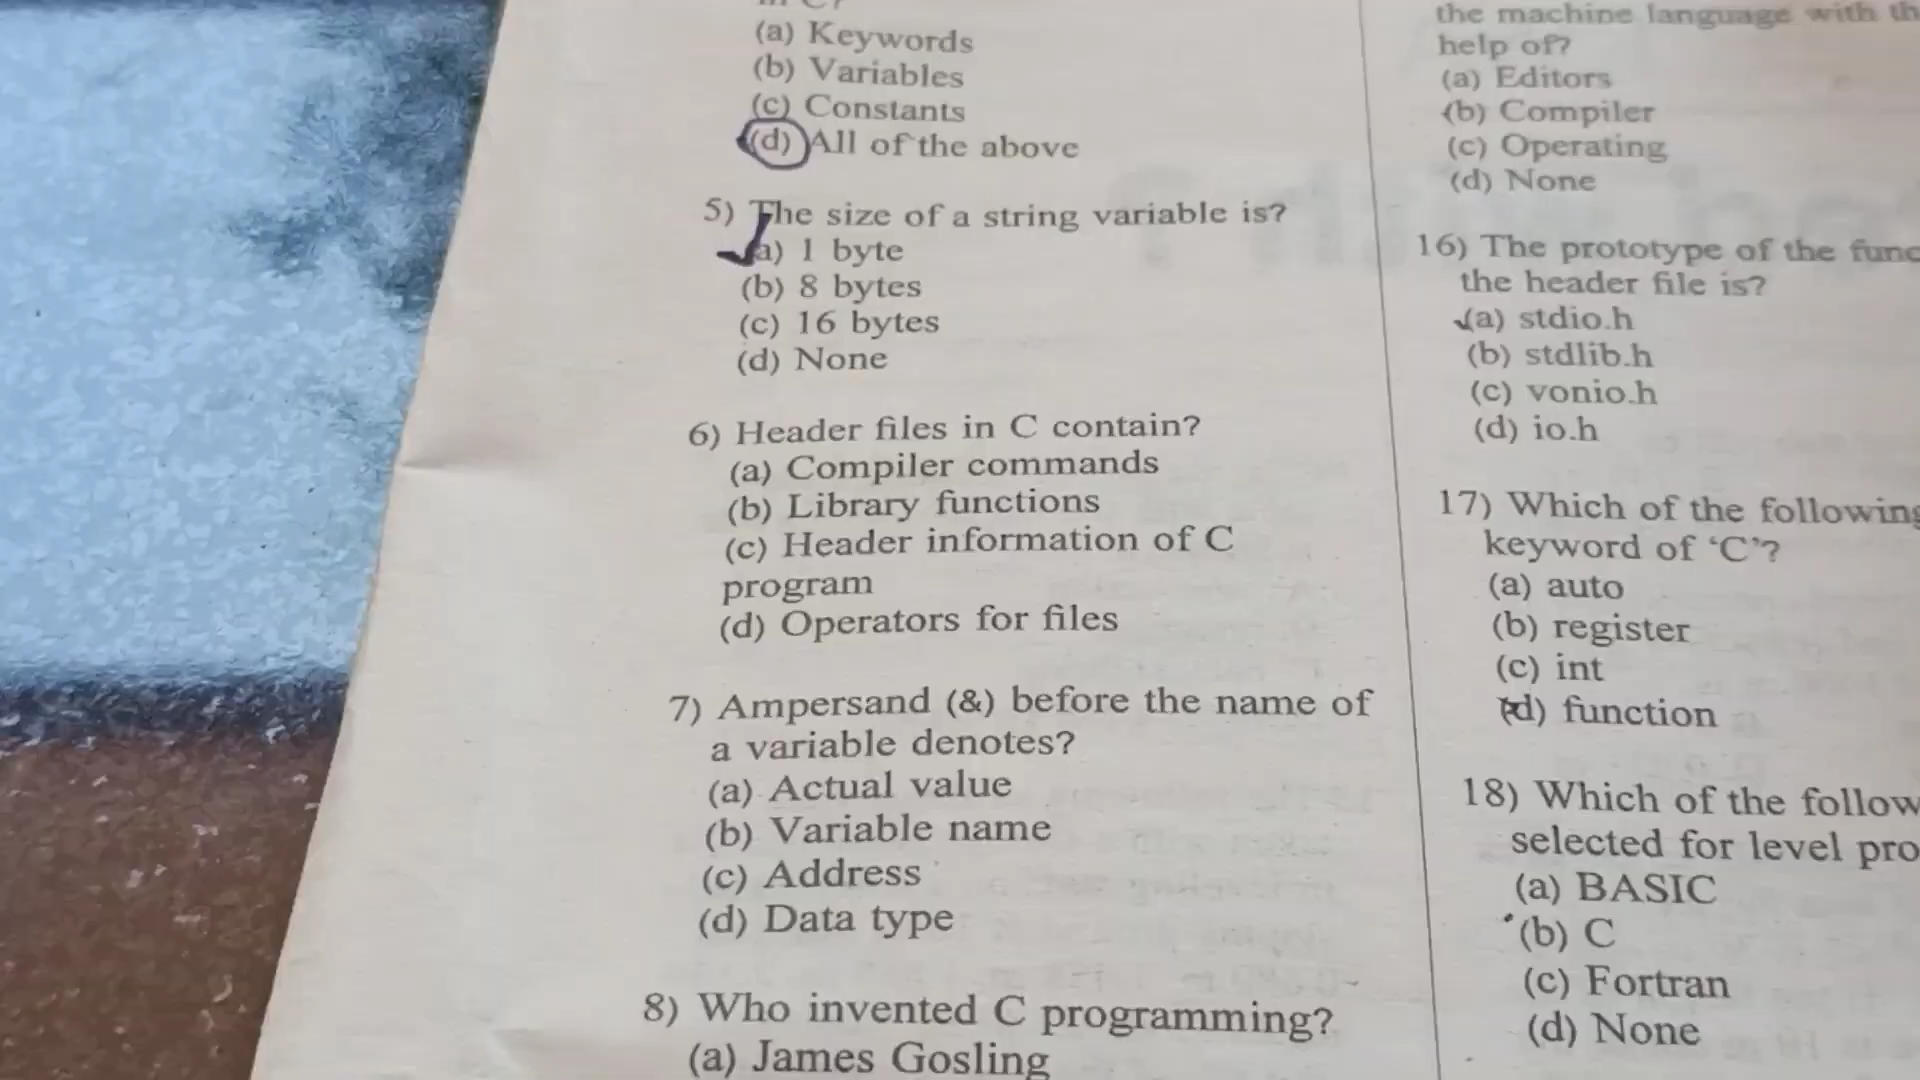 (a) Keywords
(b) Variables
(c) Constants
(d) All of the above
5) The size of a string variable is?
(a) 1 byte
(b) 8 bytes
(c) 16 bytes
(d) None
6) Header files in C contain?
(a) Compiler commands
(b) Library functions
(c) Header information of C
program
(d) Operators for files
7) Ampersand (&) before the name of
a variable denotes?
(a) Actual value
(b) Variable name
(c) Address
(d) Data type
8) Who invented C programming?
(a) James Gosling
the machine language with
help of?
(a) Editors
(b) Compiler
(c) Operating
(d) None
16) The prototype of the
the header file is?
(a) stdio.h
(b) stdlib.h
(c) vonio.h
(d) io.h
17) Which of the following
keyword of ‘C’?
(a) auto
(b) register
(c) int
(d) function
18) Which of the
selected for level
(a) BASIC
(b) C
(c) Fortran
(d) None